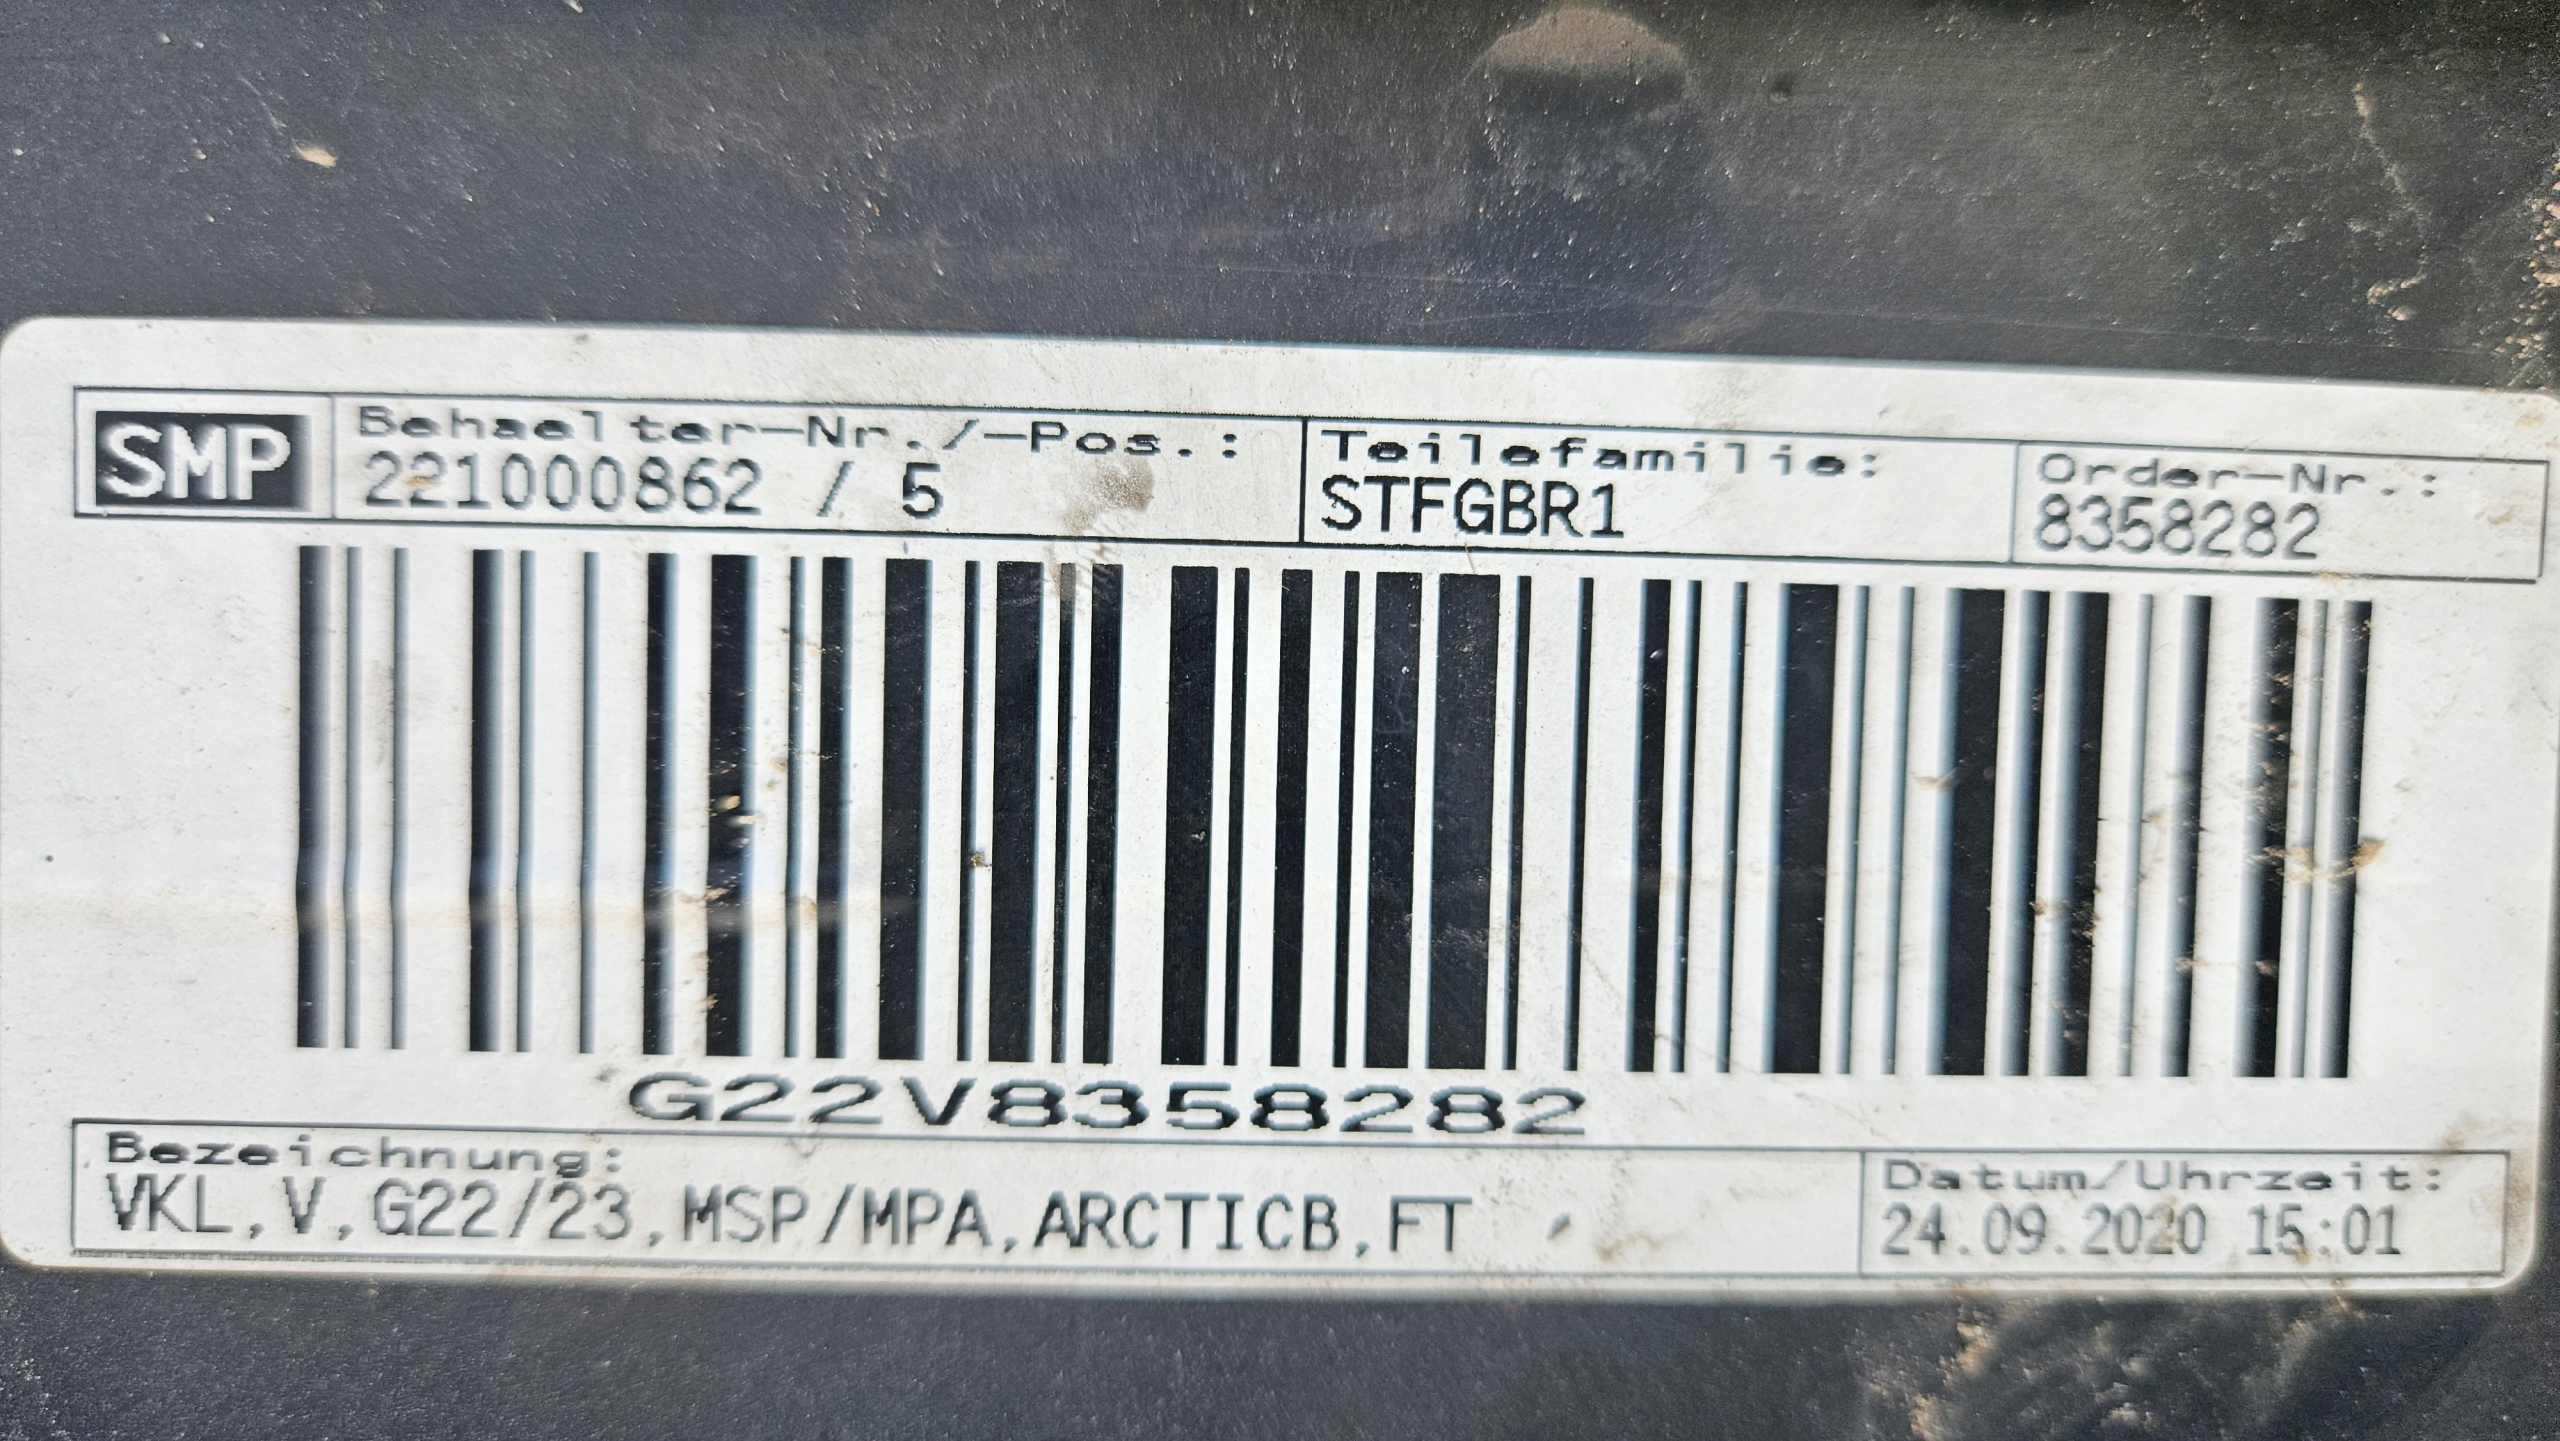 SMP
Behaelter-Nr./-Pos.:
221000862 / 5
Teilefamilie:
STFGBR1
Order-Nr.:
8358282
G22V8358282
Bezeichnung:
VKL,V,G22/23,MSP/MPA,ARCTICB,FT
Datum/Uhrzeit:
24.09.2020 15:01